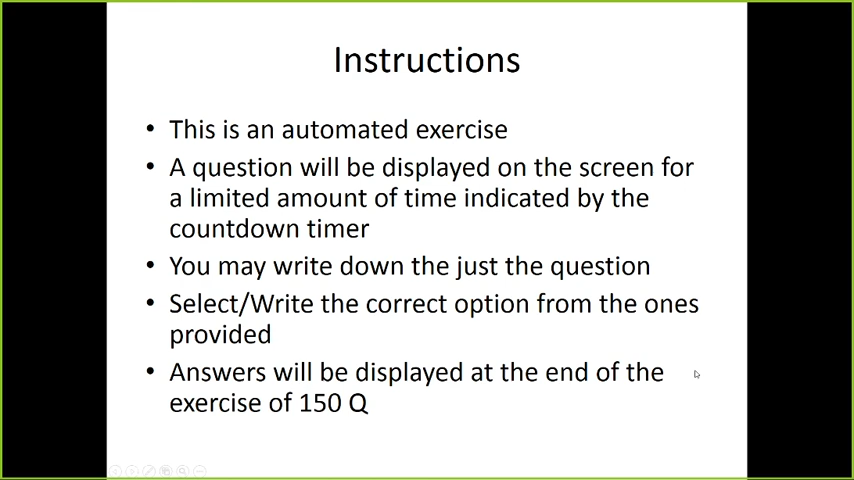 Instructions
• This is an automated exercise
• A question will be displayed on the screen for
a limited amount of time indicated by the
countdown timer
• You may write down the just the question
• Select/Write the correct option from the ones
provided
• Answers will be displayed at the end of the
exercise of 150 Q